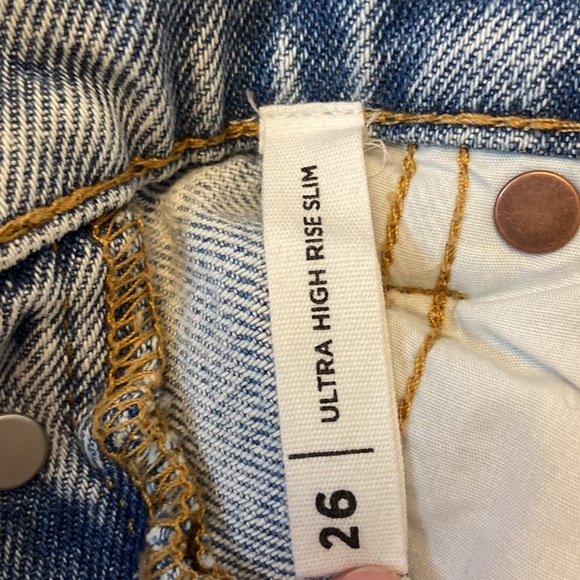 26 | ULTRA HIGH RISE SLIM